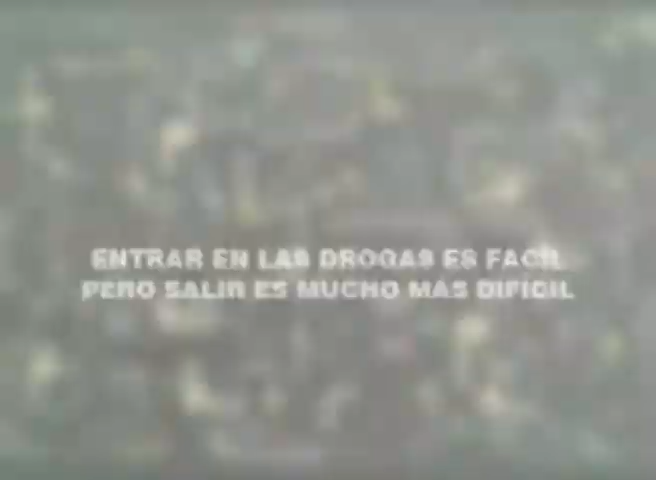 ENTRAR EN LAS DROGAS ES FACIL
PERO SALIR ES MUCHO MAS DIFICIL